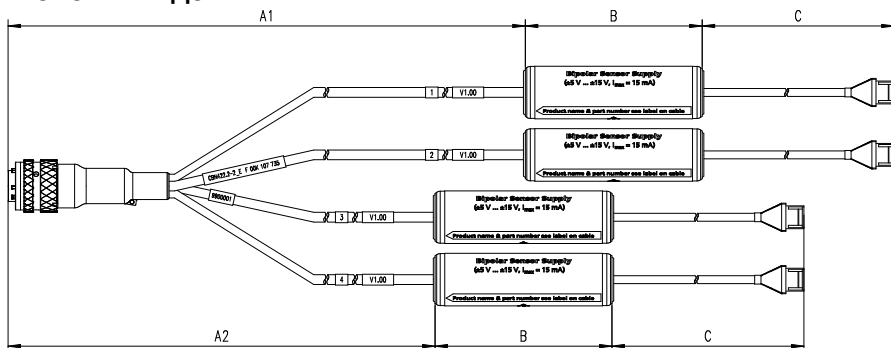 A1 B C
1 V1.00
Bipolar Sensor Supply
(±5 V ... ±15 V, Imax = 15 mA)
Product name & part number see label on cable
2 V1.00
Bipolar Sensor Supply
(±5 V ... ±15 V, Imax = 15 mA)
Product name & part number see label on cable
F 00K 107 735
3 V1.00
Bipolar Sensor Supply
(±5 V ... ±15 V, Imax = 15 mA)
Product name & part number see label on cable
4 V1.00
Bipolar Sensor Supply
(±5 V ... ±15 V, Imax = 15 mA)
Product name & part number see label on cable
A2 B C